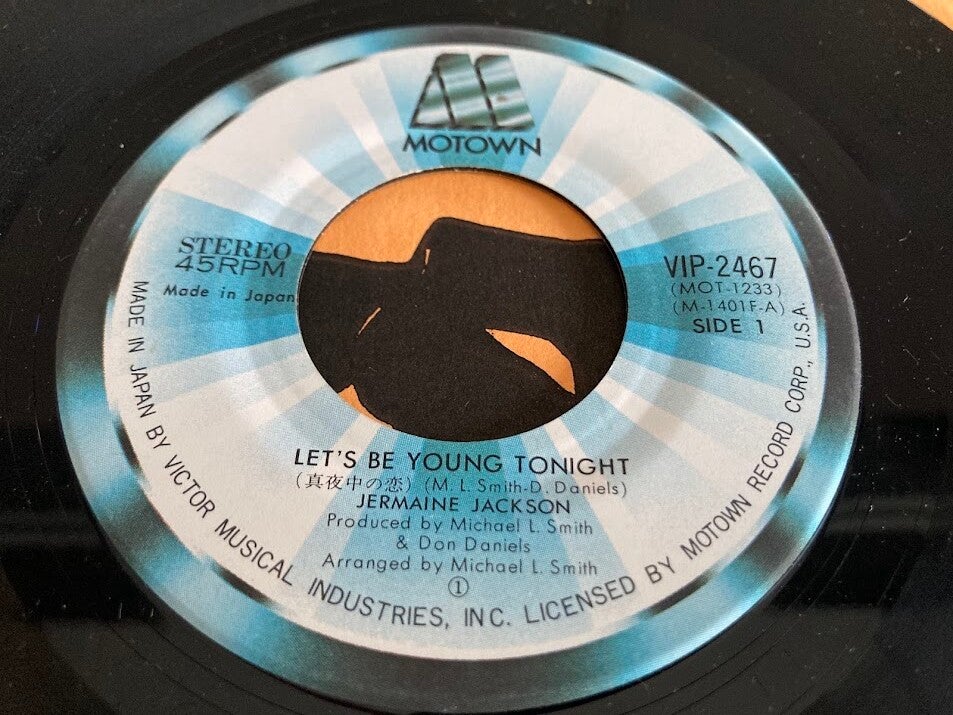 MOTOWN
STEREO
45RPM
Made in Japan
VIP-2467
(MOT-1233)
(M-1401F-A)
SIDE 1
LET'S BE YOUNG TONIGHT
(真夜中の恋) (M. L. Smith-D. Daniels)
JERMAINE JACKSON
Produced by Michael L. Smith
& Don Daniels
Arranged by Michael L. Smith
①
MADE IN JAPAN BY VICTOR MUSICAL INDUSTRIES, INC. LICENSED BY MOTOWN RECORD CORP., U.S.A.